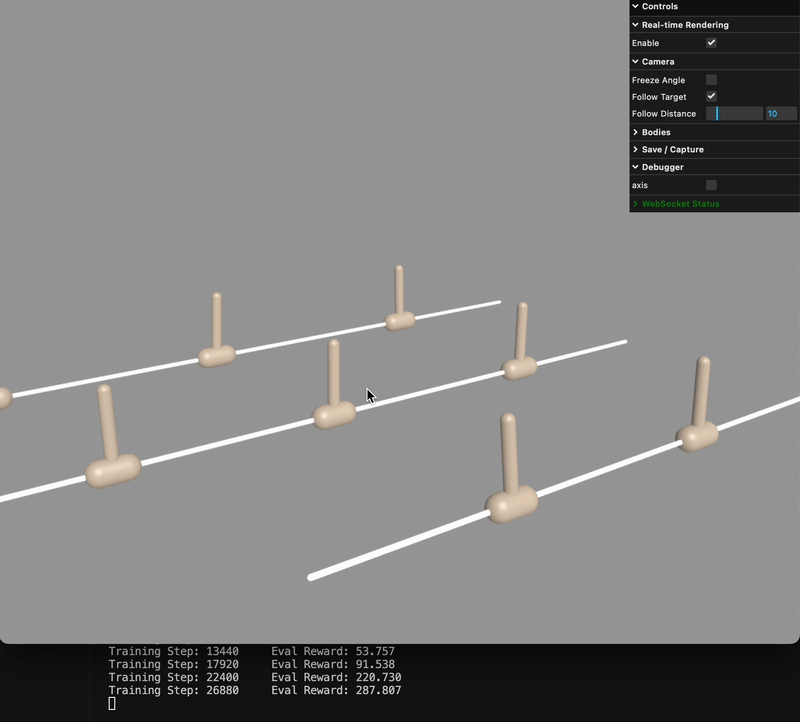 Controls
Real-time Rendering
Enable
Camera
Freeze Angle
Follow Target
Follow Distance 10
Bodies
Save / Capture
Debugger
axis
WebSocket Status
Training Step: 13440 Eval Reward: 53.757
Training Step: 17920 Eval Reward: 91.538
Training Step: 22400 Eval Reward: 220.730
Training Step: 26880 Eval Reward: 287.807